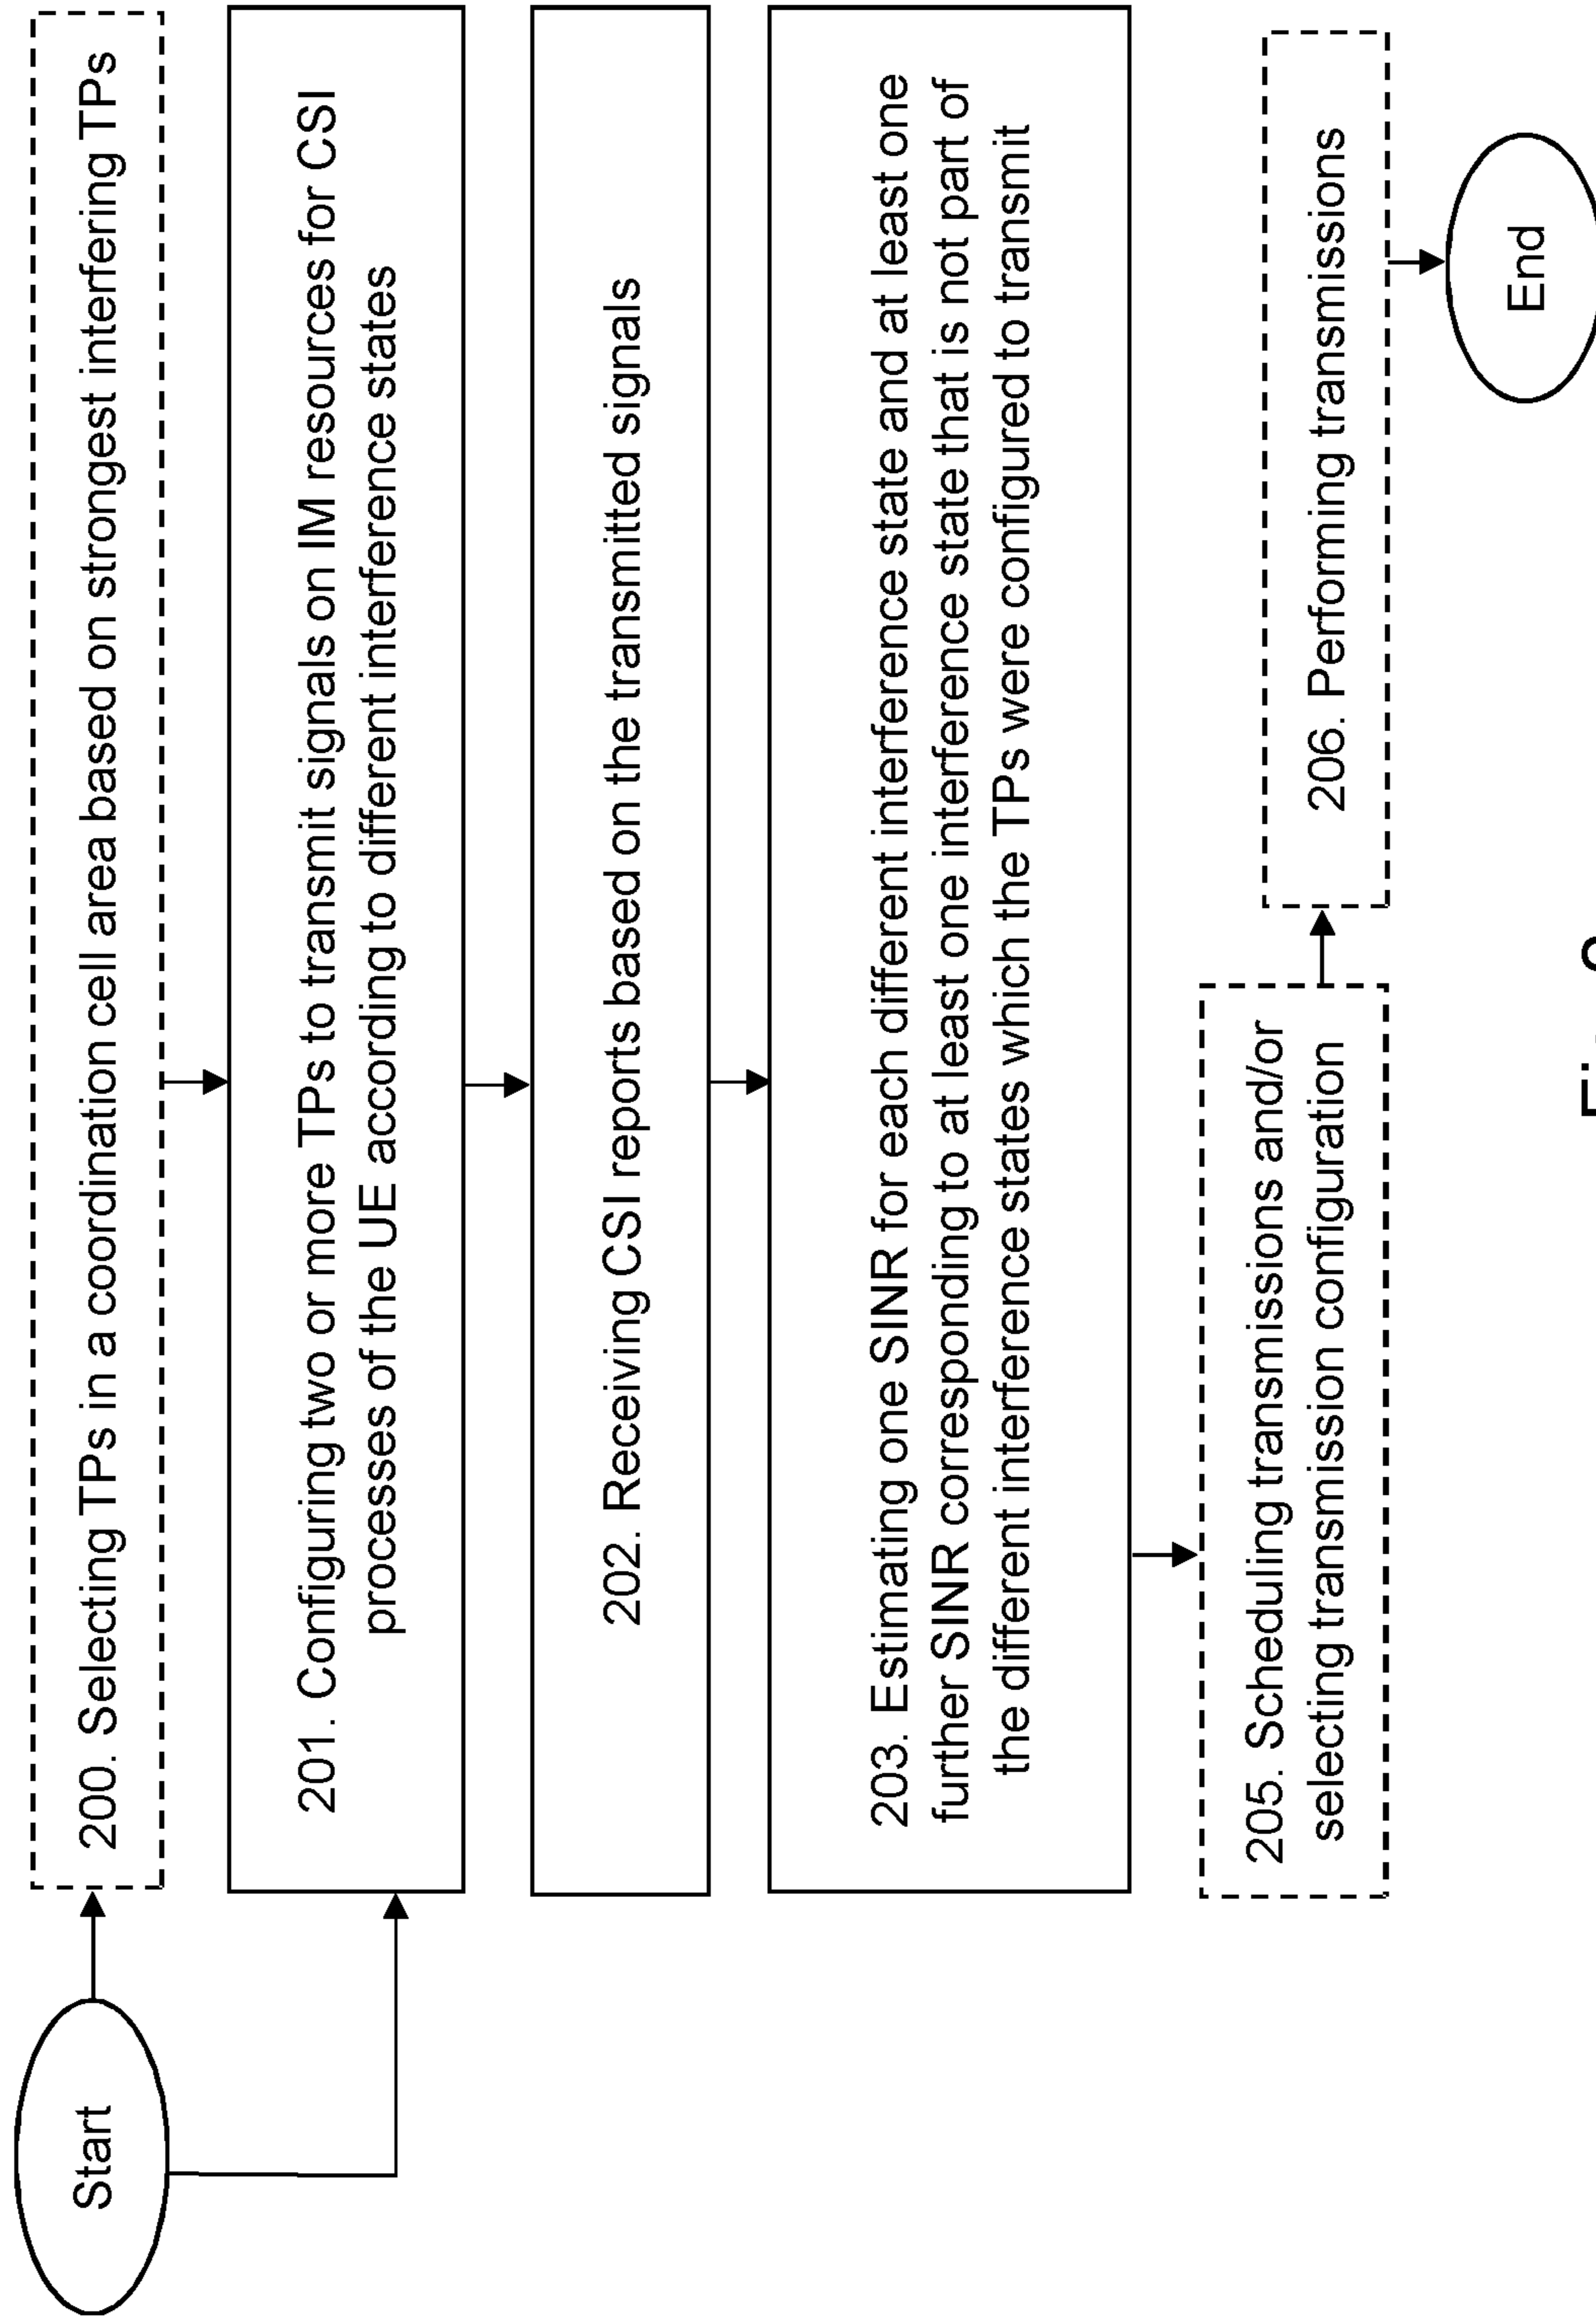 Start
200. Selecting TPs in a coordination cell area based on strongest interfering TPs
201. Configuring two or more TPs to transmit signals on IM resources for CSI
processes of the UE according to different interference states
202. Receiving CSI reports based on the transmitted signals
203. Estimating one SINR for each different interference state and at least one
further SINR corresponding to at least one interference state that is not part of
the different interference states which the TPs were configured to transmit
205. Scheduling transmissions and/or
selecting transmission configuration
206. Performing transmissions
End